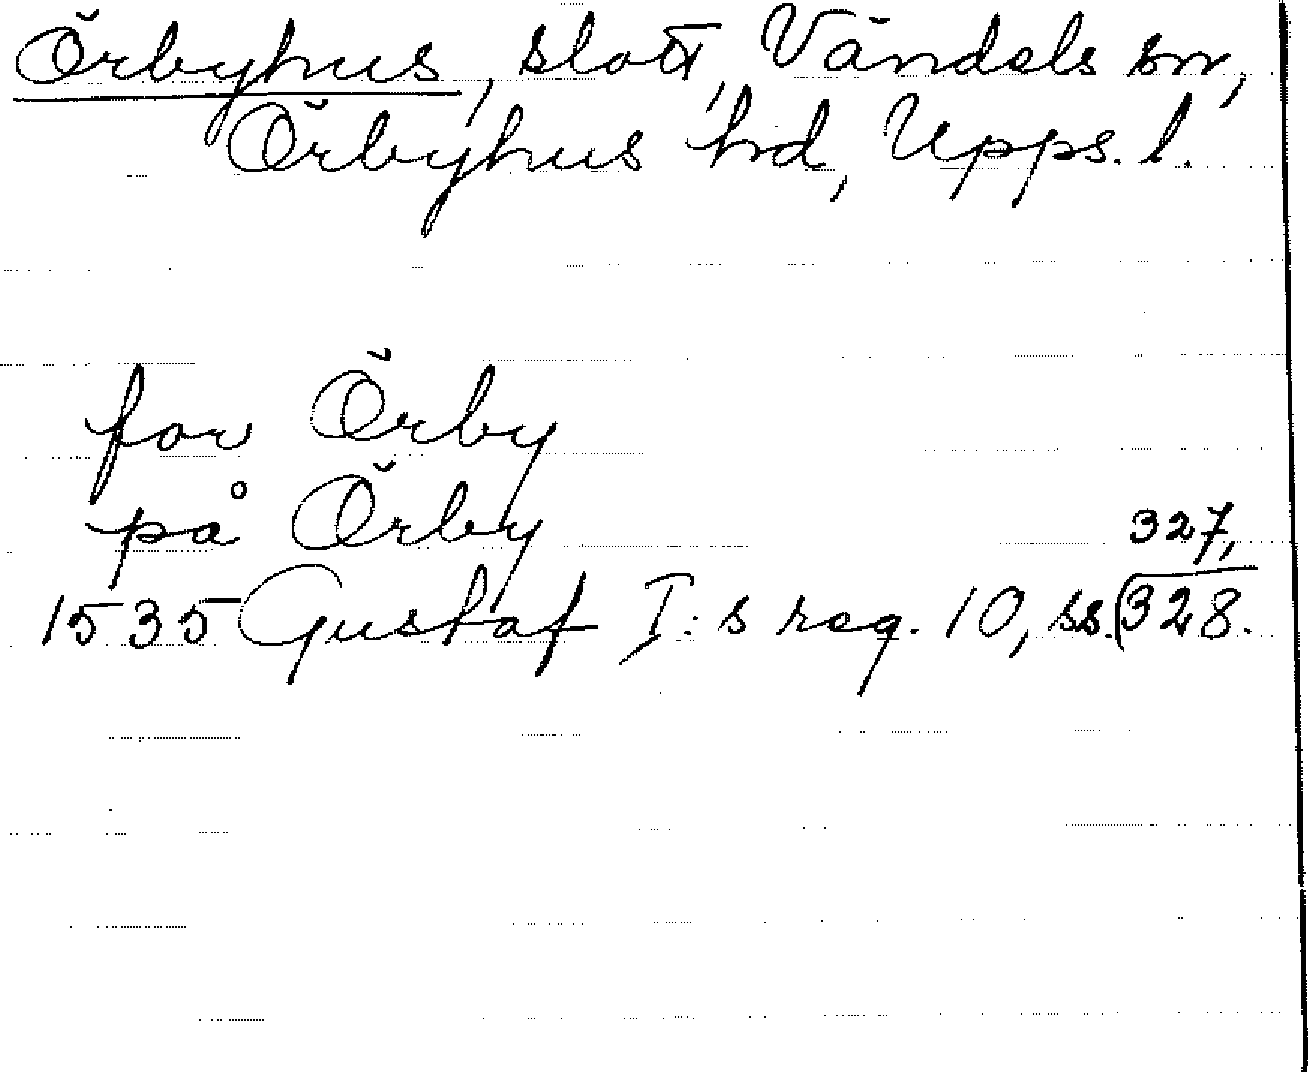 Örbyhus, slott, Vändels sn,
Örbyhus hd, Upps. l.
for Örby
på Örby
327,
1535 Gustaf I:s reg. 10, ss. 328.